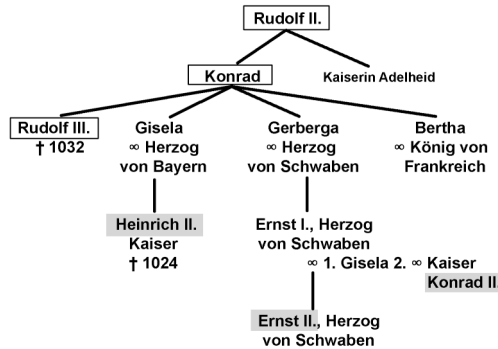 Rudolf II.
Konrad
Kaiserin Adelheid
Rudolf III.
† 1032
Gisela
∞ Herzog
von Bayern
Gerberga
∞ Herzog
von Schwaben
Bertha
∞ König von
Frankreich
Heinrich II.
Kaiser
† 1024
Ernst I., Herzog
von Schwaben
∞ 1. Gisela 2. ∞ Kaiser
Konrad II.
Ernst II., Herzog
von Schwaben